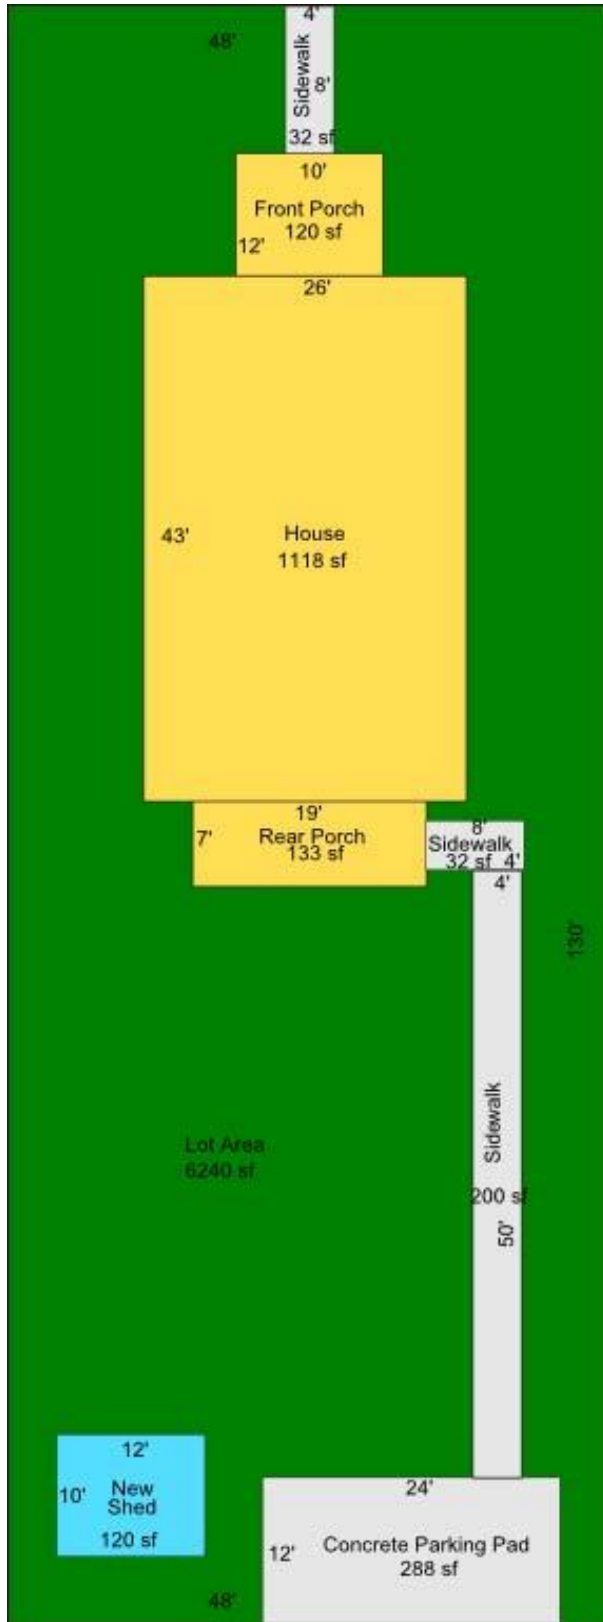 4'
48'
Sidewalk
8'
32 sf
10'
Front Porch
120 sf
12'
26'
43'
House
1118 sf
19'
7'
Rear Porch
133 sf
8'
Sidewalk
32 sf 4'
4'
130'
Sidewalk
Lot Area
6240 sf
200 sf
50'
12'
10'
New
Shed
120 sf
24'
12'
Concrete Parking Pad
288 sf
48'